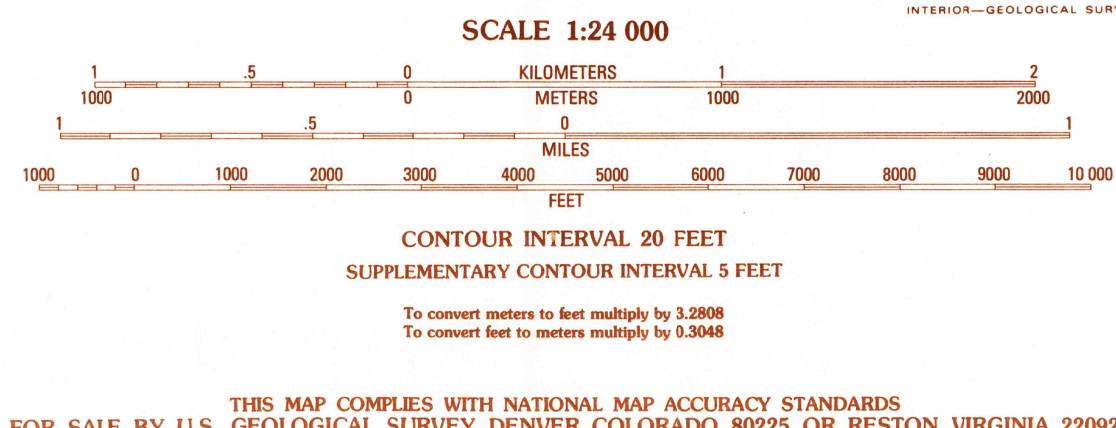 INTERIOR—GEOLOGICAL
SCALE 1:24 000
1 .5 0 KILOMETERS 1 2
1000 0 METERS 1000 2000
1 .5 0 1
MILES
1000 0 1000 2000 3000 4000 5000 6000 7000 8000 9000 10 000
FEET
CONTOUR INTERVAL 20 FEET
SUPPLEMENTARY CONTOUR INTERVAL 5 FEET
To convert meters to feet multiply by 3.2808
To convert feet to meters multiply by 0.3048
THIS MAP COMPLIES WITH NATIONAL MAP ACCURACY STANDARDS
FOR SALE BY U.S. GEOLOGICAL SURVEY, DENVER, COLORADO 80225, OR RESTON, VIRGINIA 22092